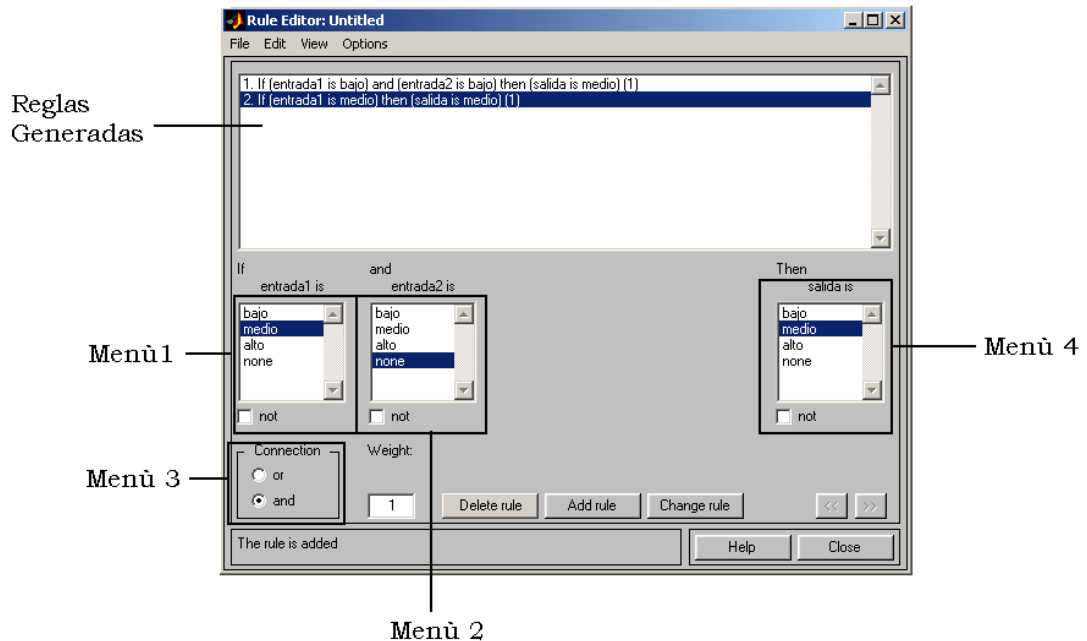 Rule Editor: Untitled
File Edit View Options
1. If (entrada1 is bajo) and (entrada2 is bajo) then (salida is medio) (1)
2. If (entrada1 is medio) then (salida is medio) (1)
Reglas
Generadas
If
and
Then
entrada1 is
entrada2 is
salida is
bajo
medio
alto
none
bajo
medio
alto
none
bajo
medio
alto
none
Menù1
Menù 4
not
not
not
Connection
Weight:
Menù 3
or
and
1
Delete rule
Add rule
Change rule
<<
>>
The rule is added
Help
Close
Menù 2